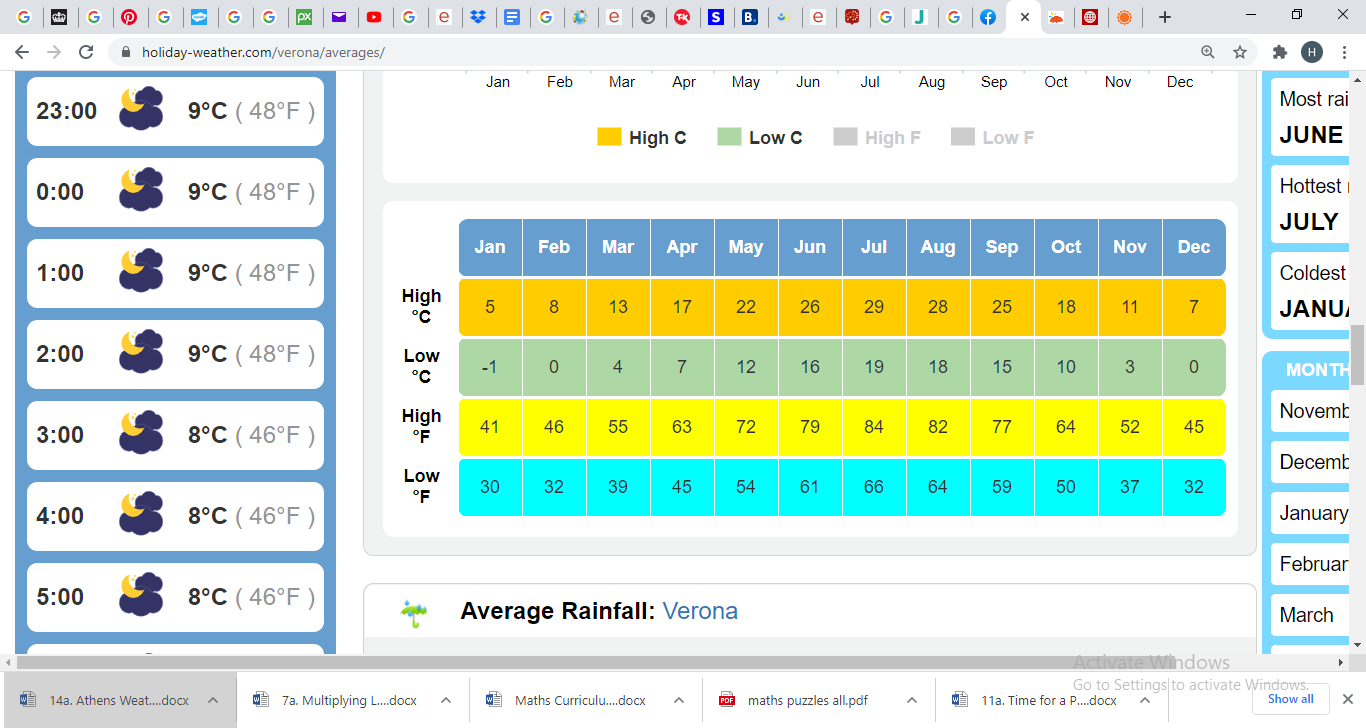 holiday-weather.com/verona/averages/
H
23:00 9°C ( 48°F )
0:00 9°C ( 48°F )
1:00 9°C ( 48°F )
2:00 9°C ( 48°F )
3:00 8°C ( 46°F )
4:00 8°C ( 46°F )
5:00 8°C ( 46°F )
Jan Feb Mar Apr May Jun Jul Aug Sep Oct Nov Dec
High C Low C High F Low F
Jan Feb Mar Apr May Jun Jul Aug Sep Oct Nov Dec
High °C 5 8 13 17 22 26 29 28 25 18 11 7
Low °C -1 0 4 7 12 16 19 18 15 10 3 0
High °F 41 46 55 63 72 79 84 82 77 64 52 45
Low °F 30 32 39 45 54 61 66 64 59 50 37 32
Average Rainfall: Verona
Most rai
JUNE
Hottest
JULY
Coldest
JANUA
MONTH
Novemb
Decemb
January
Februar
March
Activate Windows
Go to Settings to activate Windows.
14a. Athens Weat....docx 7a. Multiplying L....docx Maths Curriculu....docx maths puzzles all.pdf 11a. Time for a P....docx Show all